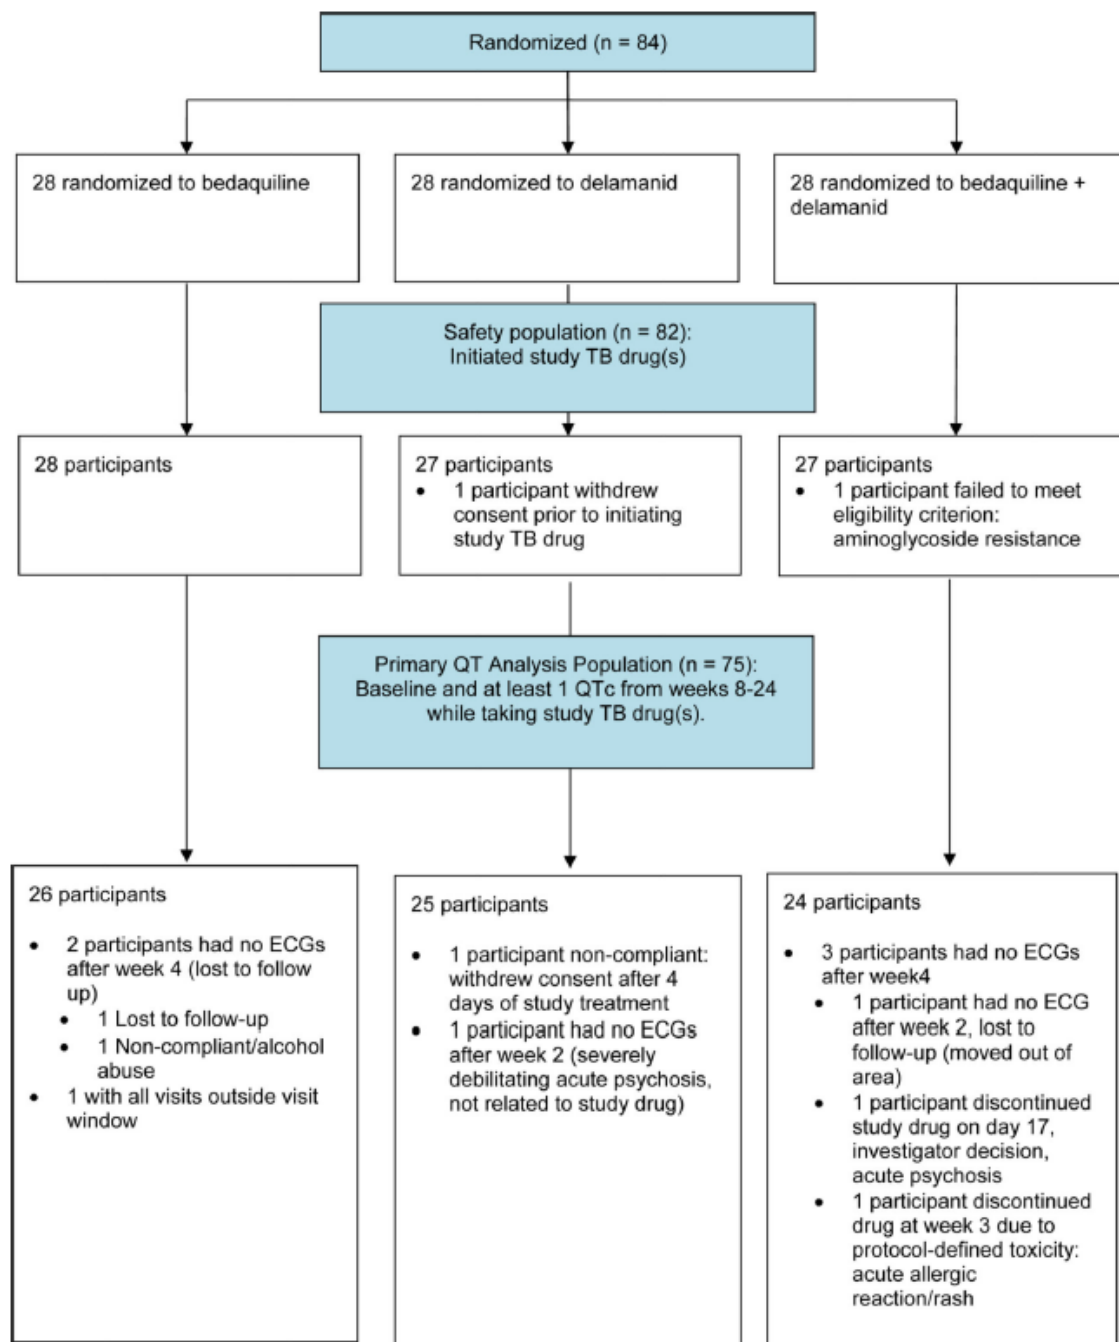 Randomized (n = 84)
28 randomized to bedaquiline
28 randomized to delamanid
28 randomized to bedaquiline +
delamanid
Safety population (n = 82):
Initiated study TB drug(s)
28 participants
27 participants
• 1 participant withdrew
consent prior to initiating
study TB drug
27 participants
• 1 participant failed to meet
eligibility criterion:
aminoglycoside resistance
Primary QT Analysis Population (n = 75):
Baseline and at least 1 QTc from weeks 8-24
while taking study TB drug(s).
26 participants
• 2 participants had no ECGs
after week 4 (lost to follow
up)
• 1 Lost to follow-up
• 1 Non-compliant/alcohol
abuse
• 1 with all visits outside visit
window
25 participants
• 1 participant non-compliant:
withdrew consent after 4
days of study treatment
• 1 participant had no ECGs
after week 2 (severely
debilitating acute psychosis,
not related to study drug)
24 participants
• 3 participants had no ECGs
after week4
• 1 participant had no ECG
after week 2, lost to
follow-up (moved out of
area)
• 1 participant discontinued
study drug on day 17,
investigator decision,
acute psychosis
• 1 participant discontinued
drug at week 3 due to
protocol-defined toxicity:
acute allergic
reaction/rash